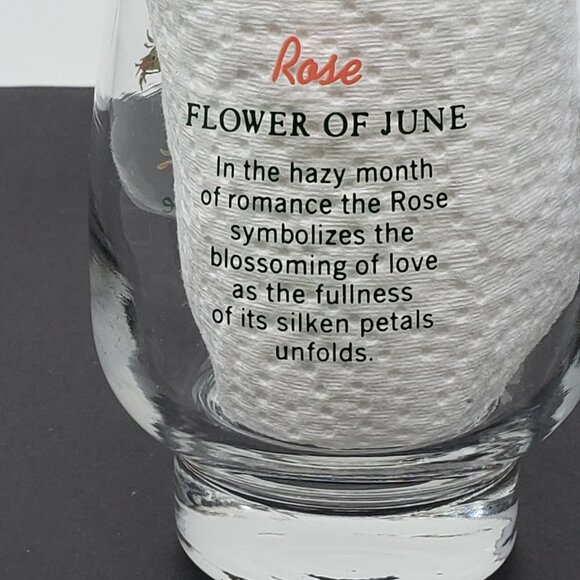 Rose
FLOWER OF JUNE
In the hazy month
of romance the Rose
symbolizes the
blossoming of love
as the fullness
of its silken petals
unfolds.